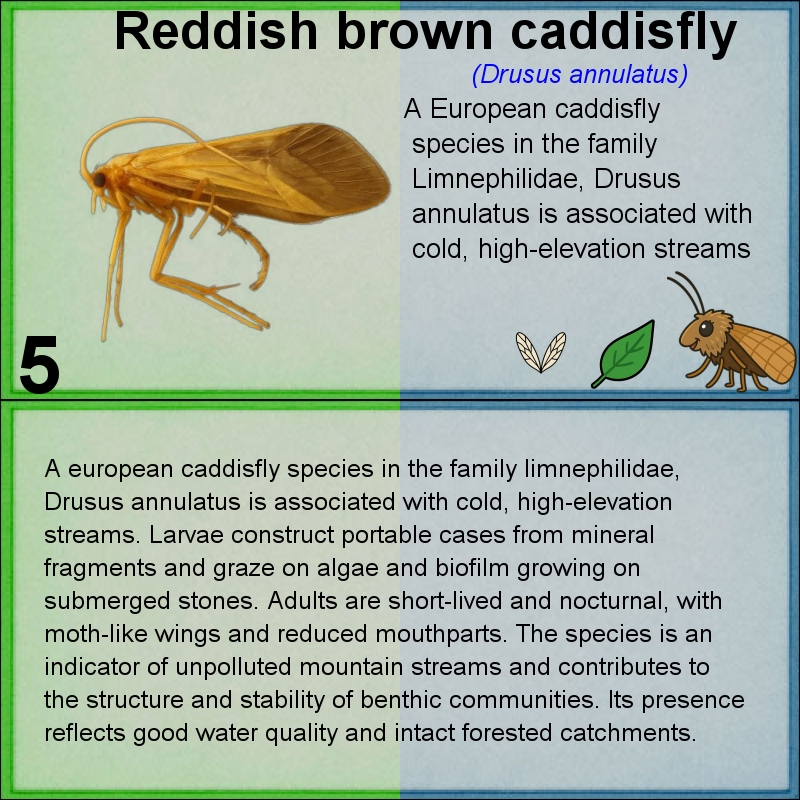 Reddish brown caddisfly
(Drusus annulatus)
A European caddisfly
species in the family
Limnephilidae, Drusus
annulatus is associated with
cold, high-elevation streams
5
A european caddisfly species in the family limnephilidae,
Drusus annulatus is associated with cold, high-elevation
streams. Larvae construct portable cases from mineral
fragments and graze on algae and biofilm growing on
submerged stones. Adults are short-lived and nocturnal, with
moth-like wings and reduced mouthparts. The species is an
indicator of unpolluted mountain streams and contributes to
the structure and stability of benthic communities. Its presence
reflects good water quality and intact forested catchments.